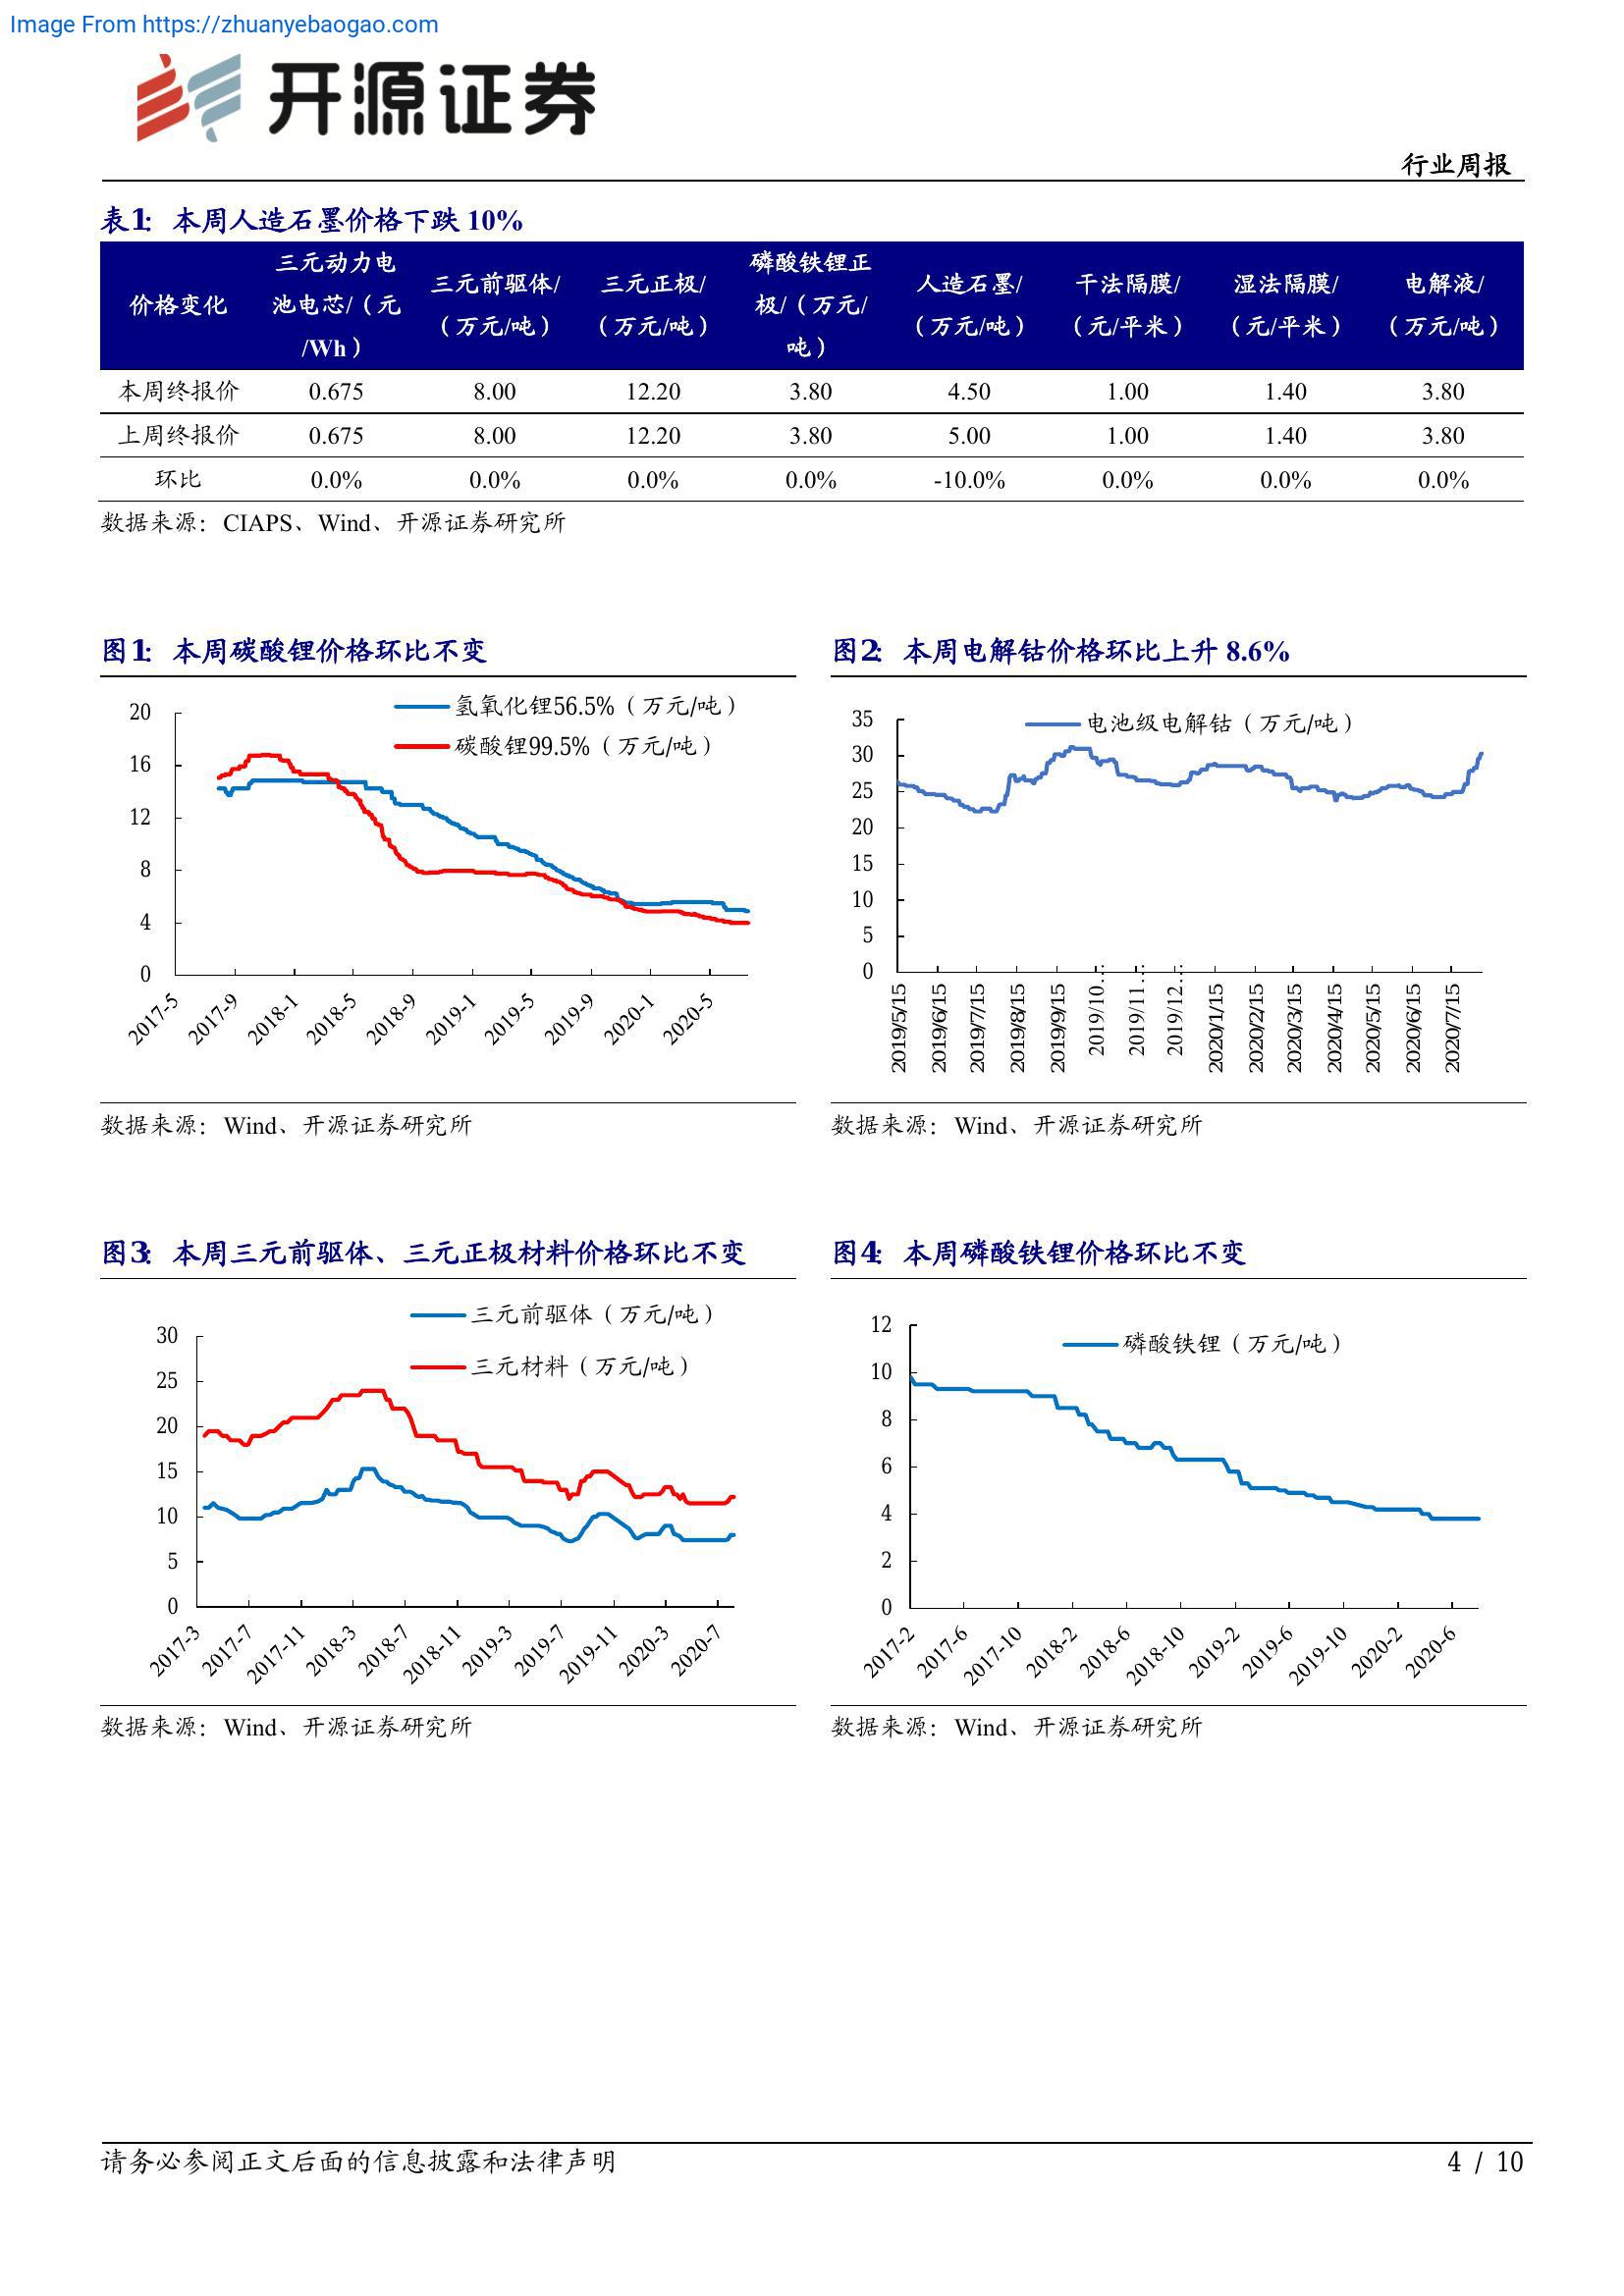 Image From https://zhuanyebaogao.com
开源证券
行业周报
表1：本周人造石墨价格下跌 10%
价格变化 三元动力电池电芯/（元/Wh） 三元前驱体/（万元/吨） 三元正极/（万元/吨） 磷酸铁锂正极/（万元/吨） 人造石墨/（万元/吨） 干法隔膜/（元/平米） 湿法隔膜/（元/平米） 电解液/（万元/吨）
本周终报价 0.675 8.00 12.20 3.80 4.50 1.00 1.40 3.80
上周终报价 0.675 8.00 12.20 3.80 5.00 1.00 1.40 3.80
环比 0.0% 0.0% 0.0% 0.0% -10.0% 0.0% 0.0% 0.0%
数据来源：CIAPS、Wind、开源证券研究所
图1：本周碳酸锂价格环比不变
氢氧化锂56.5%（万元/吨）
碳酸锂99.5%（万元/吨）
20
16
12
8
4
0
2017-5 2017-9 2018-1 2018-5 2018-9 2019-1 2019-5 2019-9 2020-1 2020-5
数据来源：Wind、开源证券研究所
图2：本周电解钴价格环比上升 8.6%
电池级电解钴（万元/吨）
35
30
25
20
15
10
5
0
2019/5/15 2019/6/15 2019/7/15 2019/8/15 2019/9/15 2019/10… 2019/11… 2019/12… 2020/1/15 2020/2/15 2020/3/15 2020/4/15 2020/5/15 2020/6/15 2020/7/15
数据来源：Wind、开源证券研究所
图3：本周三元前驱体、三元正极材料价格环比不变
三元前驱体（万元/吨）
三元材料（万元/吨）
30
25
20
15
10
5
0
2017-3 2017-7 2017-11 2018-3 2018-7 2018-11 2019-3 2019-7 2019-11 2020-3 2020-7
数据来源：Wind、开源证券研究所
图4：本周磷酸铁锂价格环比不变
磷酸铁锂（万元/吨）
12
10
8
6
4
2
0
2017-2 2017-6 2017-10 2018-2 2018-6 2018-10 2019-2 2019-6 2019-10 2020-2 2020-6
数据来源：Wind、开源证券研究所
请务必参阅正文后面的信息披露和法律声明
4 / 10